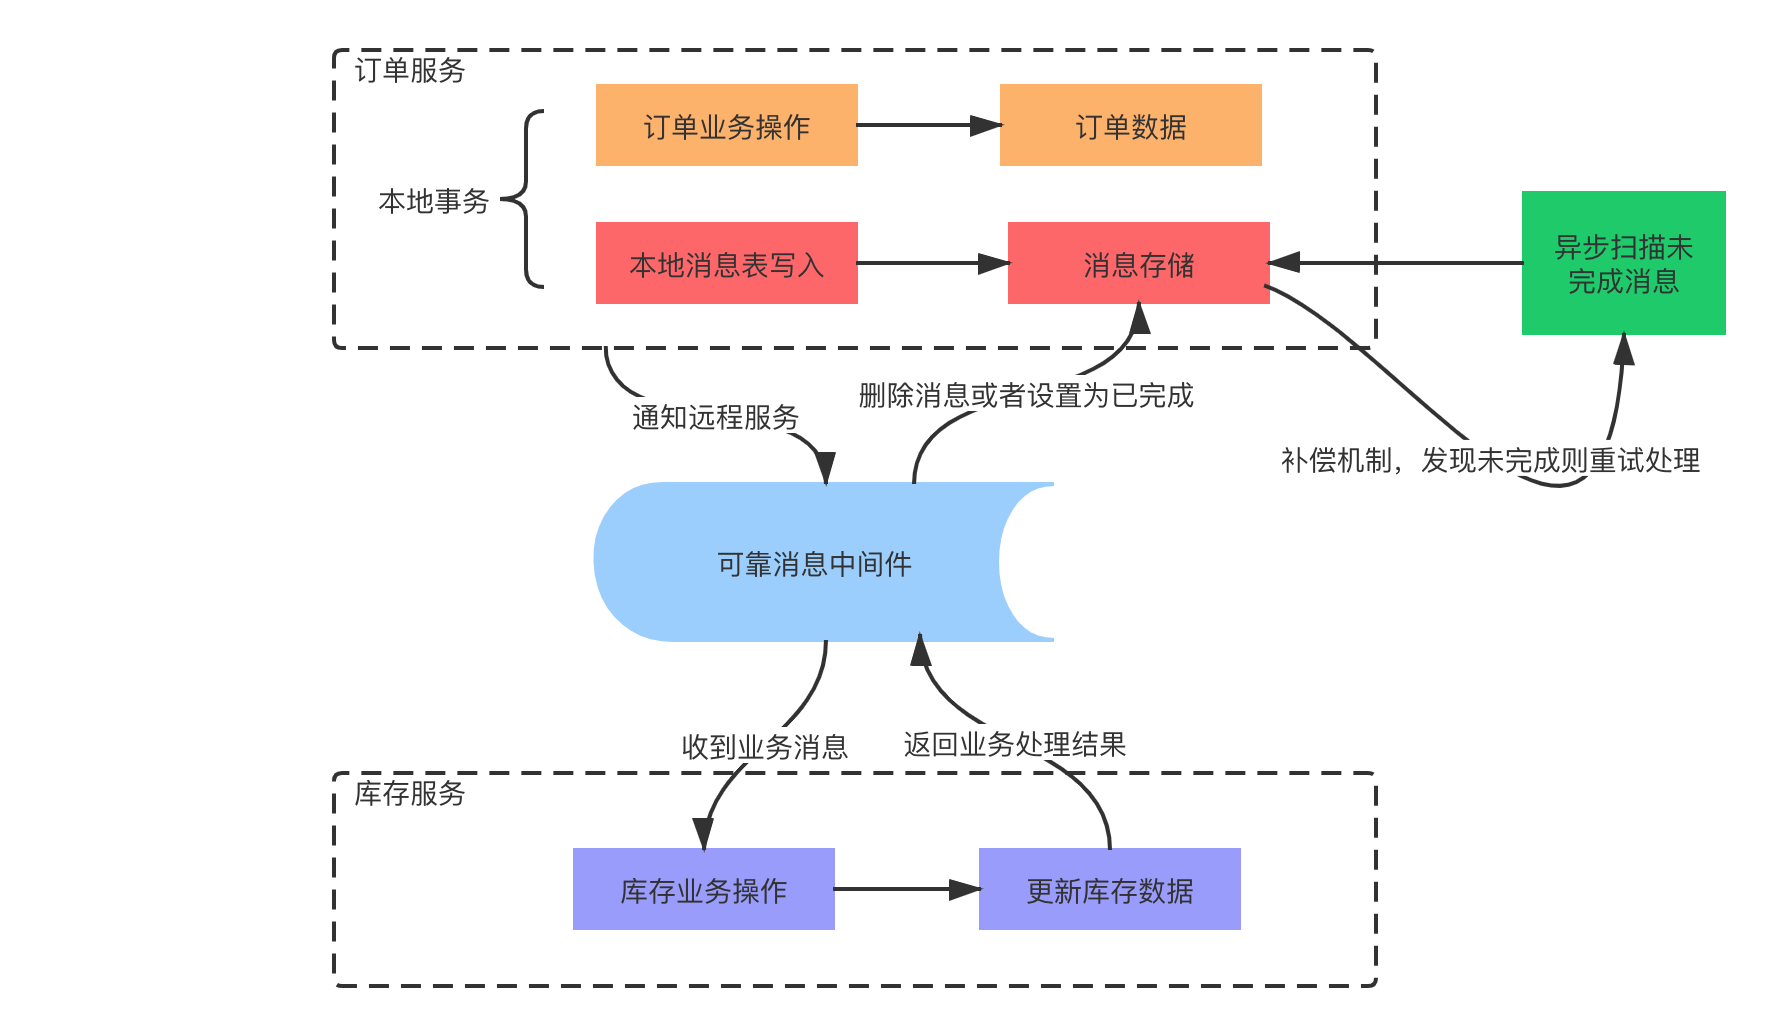 订单服务
订单业务操作
订单数据
本地事务
本地消息表写入
消息存储
异步扫描未
完成消息
删除消息或者设置为已完成
通知远程服务
补偿机制，发现未完成则重试处理
可靠消息中间件
收到业务消息
返回业务处理结果
库存服务
库存业务操作
更新库存数据